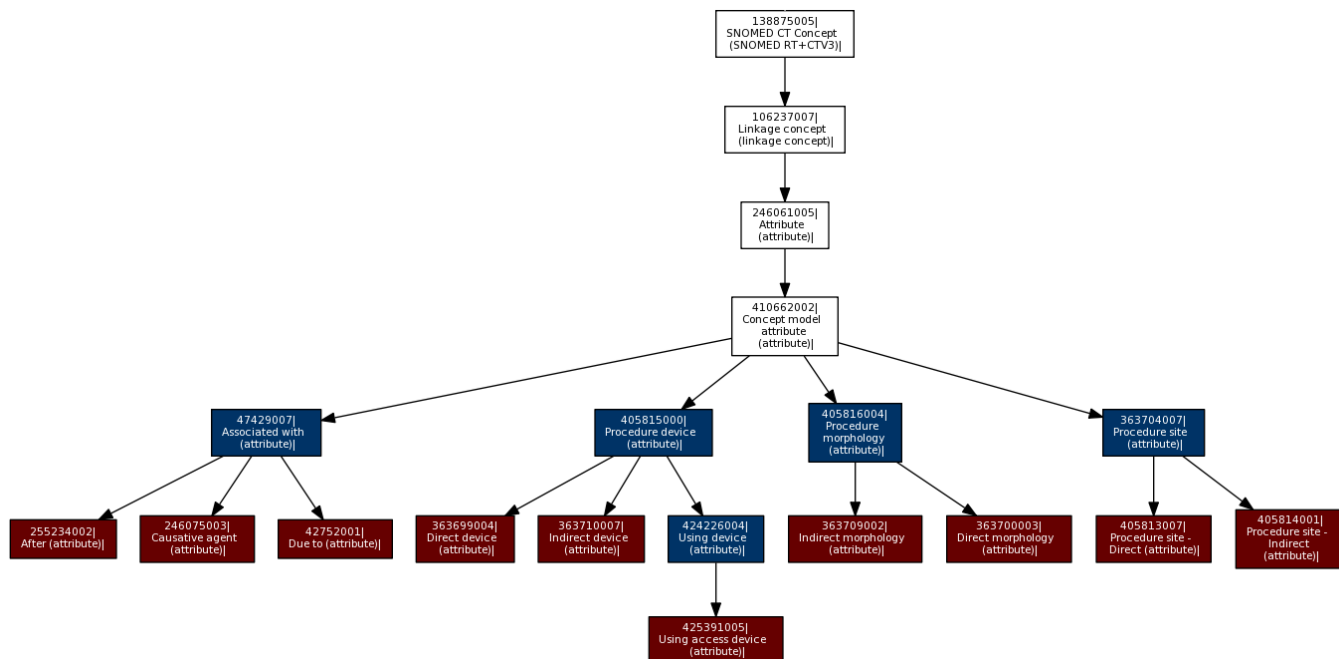 138875005|
SNOMED CT Concept
(SNOMED RT+CTV3)|
106237007|
Linkage concept
(linkage concept)|
246061005|
Attribute
(attribute)|
410662002|
Concept model
attribute
(attribute)|
47429007|
Associated with
(attribute)|
405815000|
Procedure device
(attribute)|
405816004|
Procedure
morphology
(attribute)|
363704007|
Procedure site
(attribute)|
255234002|
After (attribute)|
246075003|
Causative agent
(attribute)|
42752001|
Due to (attribute)|
363699004|
Direct device
(attribute)|
363710007|
Indirect device
(attribute)|
424226004|
Using device
(attribute)|
363709002|
Indirect morphology
(attribute)|
363700003|
Direct morphology
(attribute)|
405813007|
Procedure site -
Direct (attribute)|
405814001|
Procedure site -
Indirect
(attribute)|
425391005|
Using access device
(attribute)|